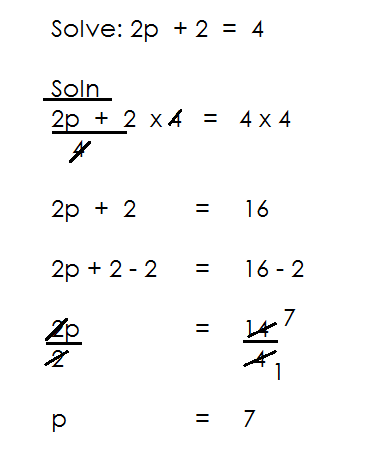 Solve: 2p + 2 = 4
Soln
2p + 2 x 4 = 4 x 4
4
2p + 2 = 16
2p + 2 - 2 = 16 - 2
2p = 14 7
2 4 1
p = 7